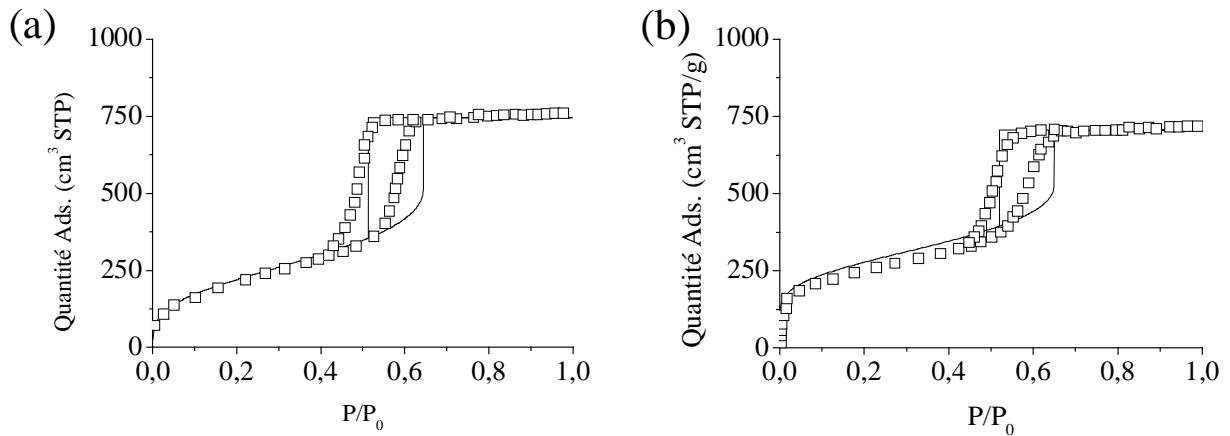 (a)
1000
750
500
250
0
Quantité Ads. (cm³ STP)
0,0 0,2 0,4 0,6 0,8 1,0
P/P₀
(b)
1000
750
500
250
0
Quantité Ads. (cm³ STP/g)
0,0 0,2 0,4 0,6 0,8 1,0
P/P₀